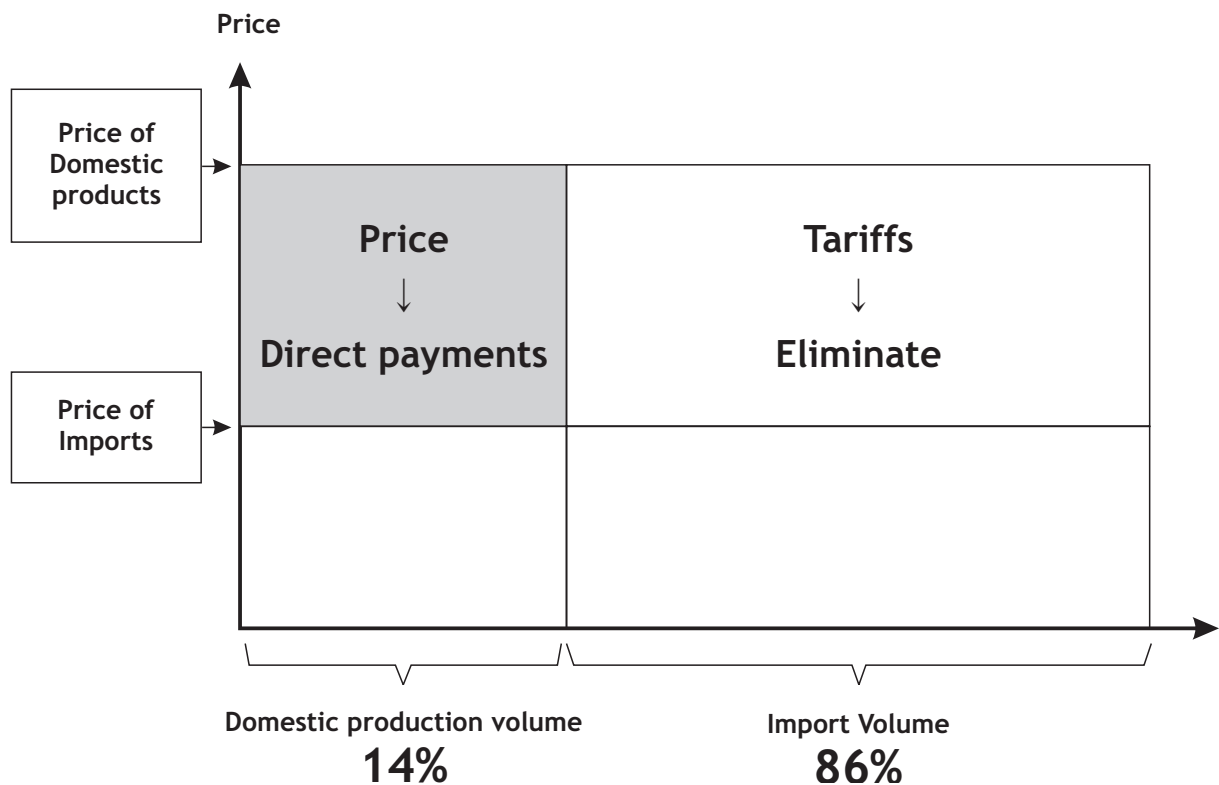 Price
Price of
Domestic
products
Price
↓
Direct payments
Tariffs
↓
Eliminate
Price of
Imports
Domestic production volume
14%
Import Volume
86%